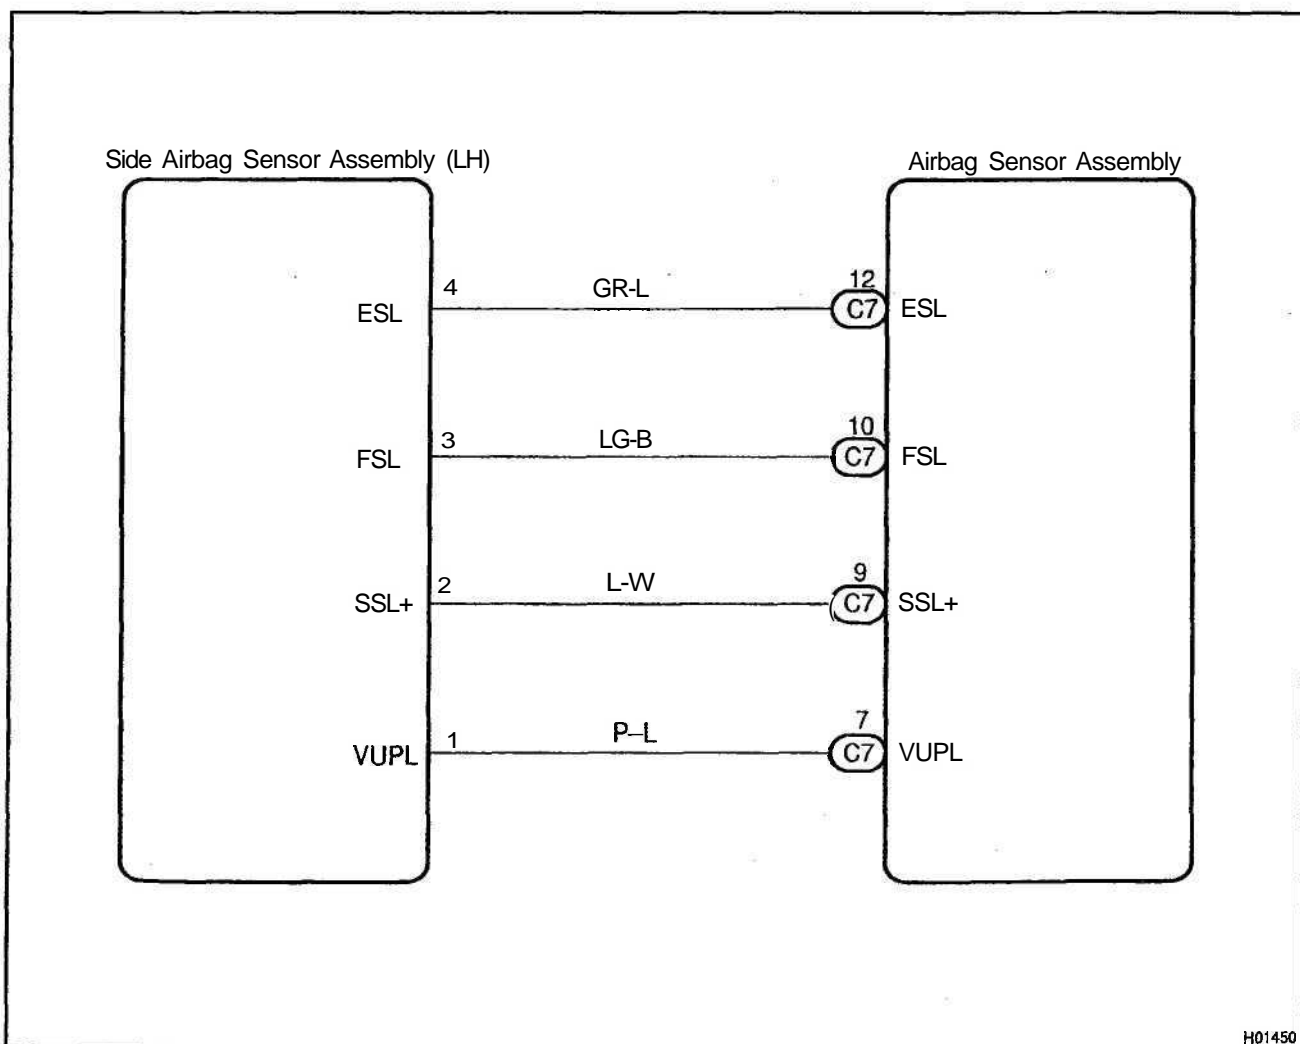 Side Airbag Sensor Assembly (LH)
Airbag Sensor Assembly
ESL 4 GR-L 12 C7 ESL
FSL 3 LG-B 10 C7 FSL
SSL+ 2 L-W 9 C7 SSL+
VUPL 1 P–L 7 C7 VUPL
H01450